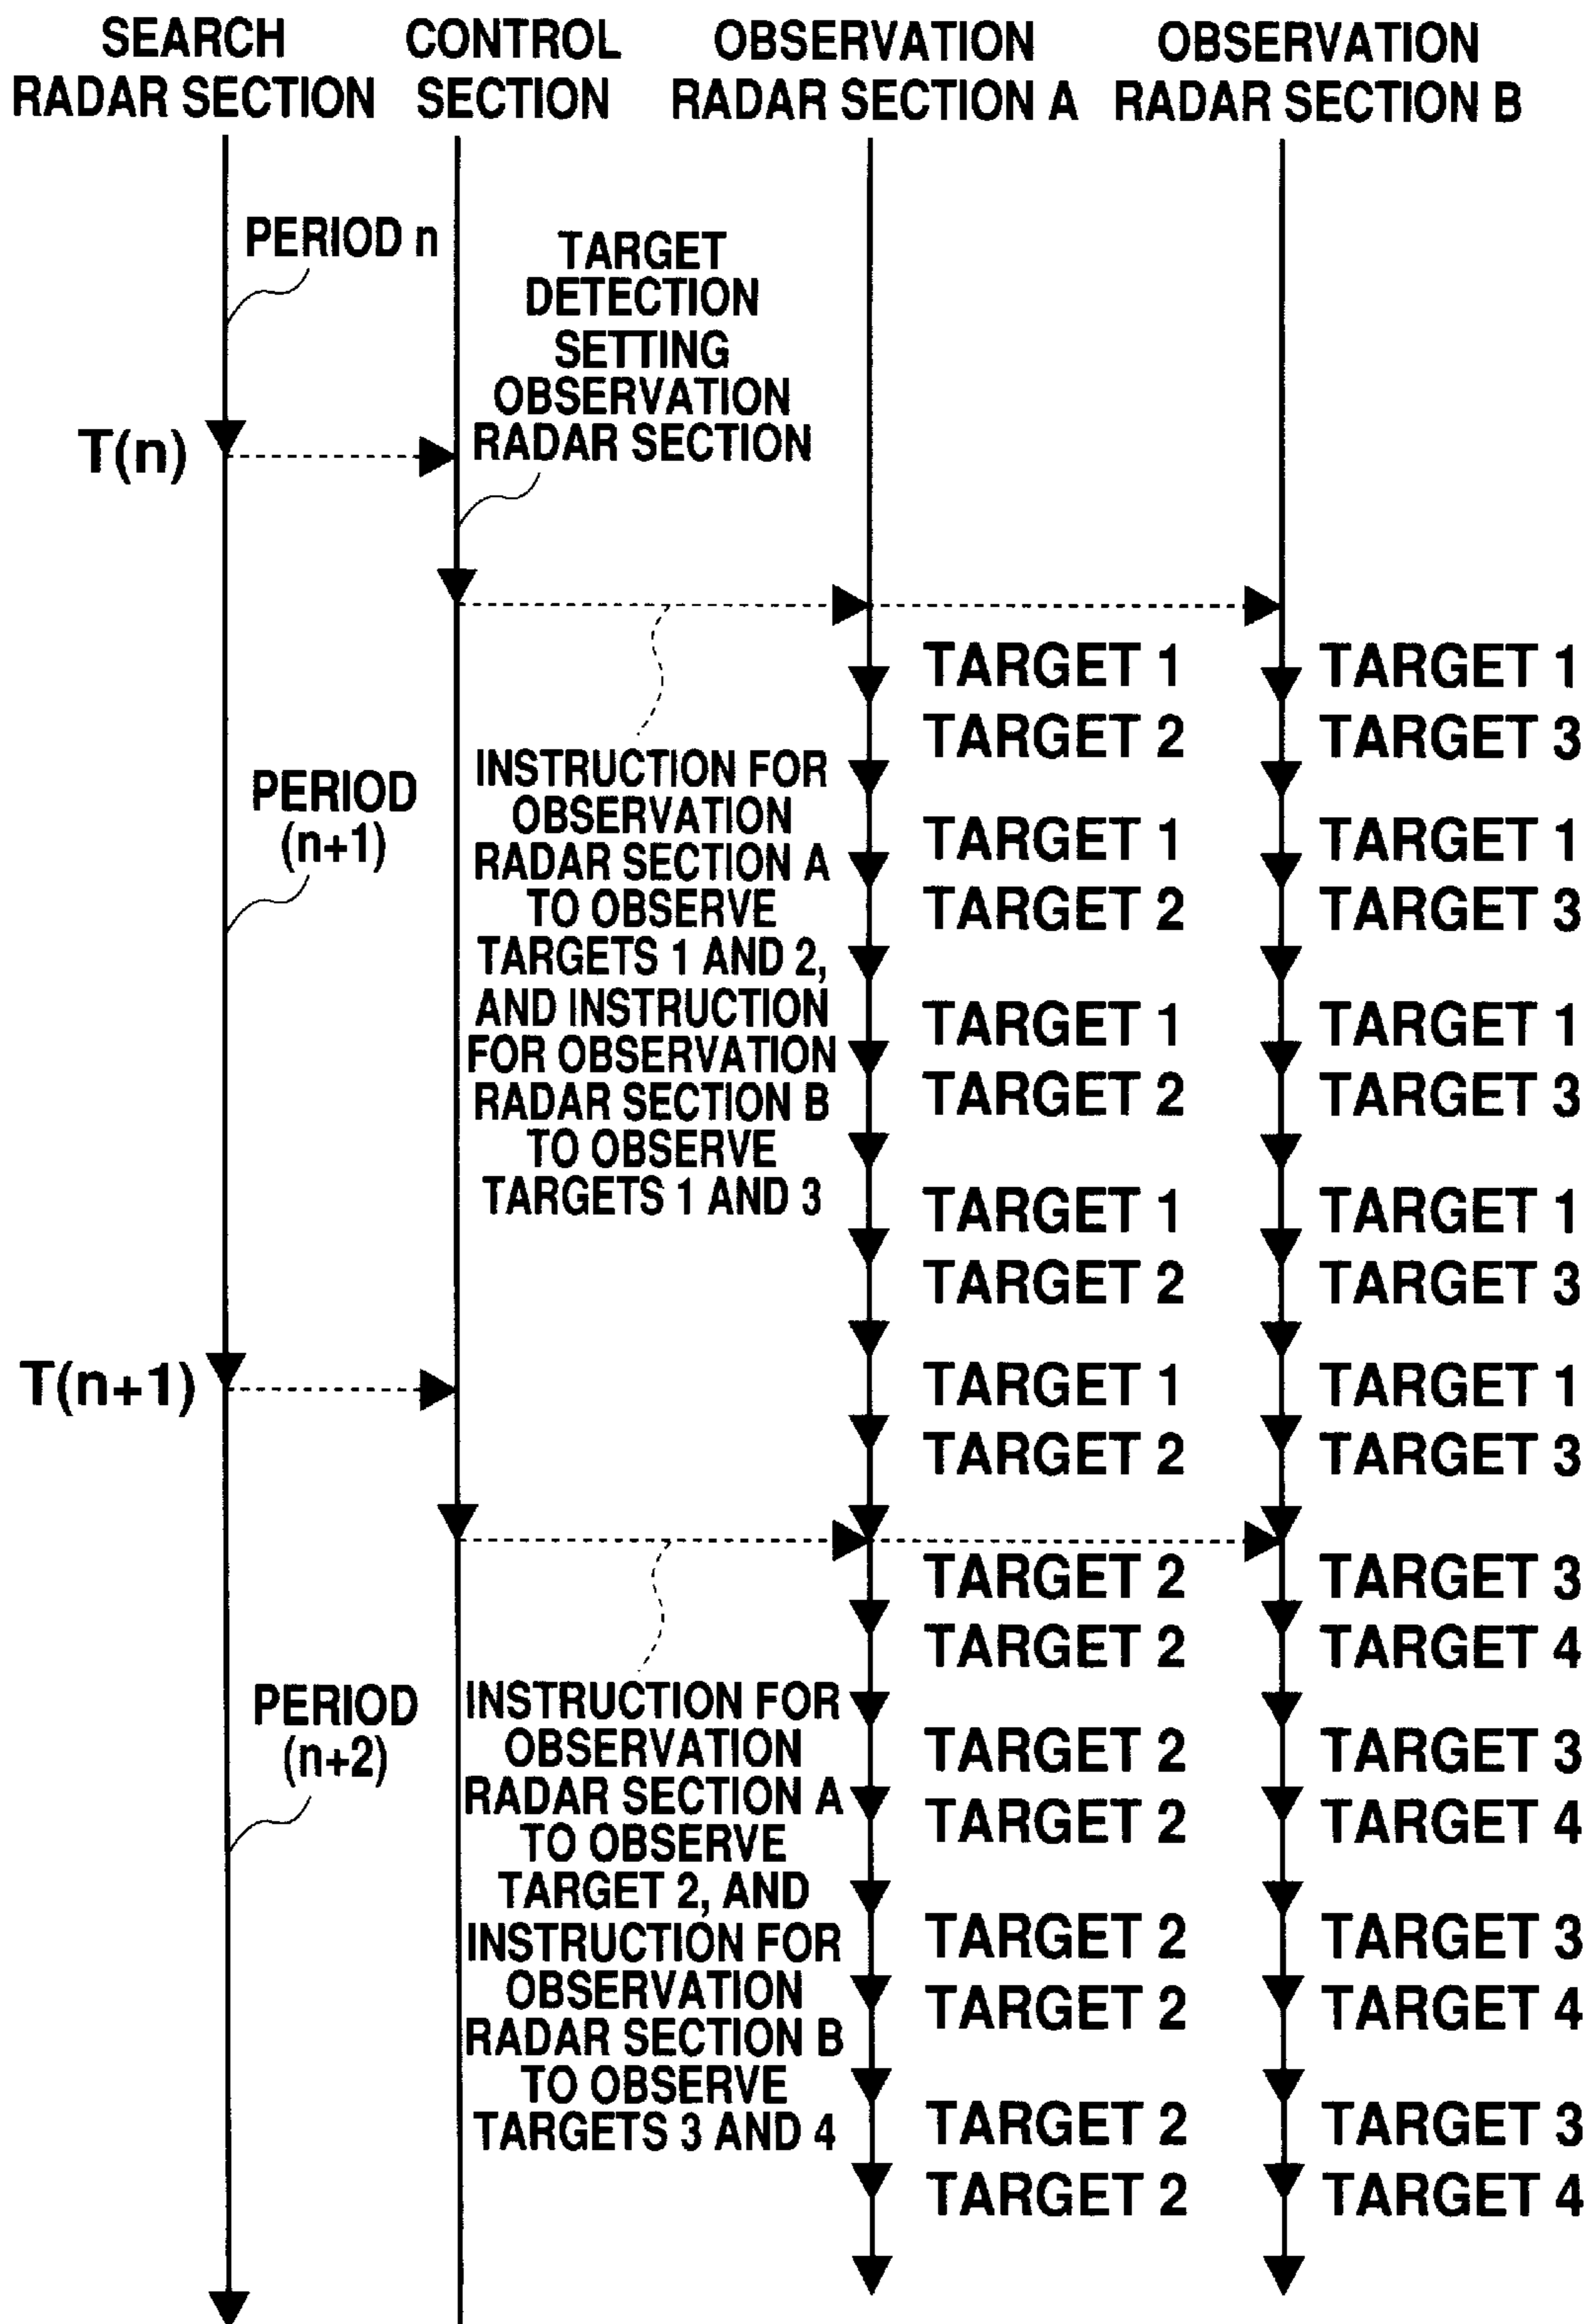 SEARCH
RADAR SECTION
CONTROL
SECTION
OBSERVATION
RADAR SECTION A
OBSERVATION
RADAR SECTION B
PERIOD n
TARGET
DETECTION
SETTING
OBSERVATION
RADAR SECTION
T(n)
TARGET 1
TARGET 1
TARGET 2
TARGET 3
PERIOD
(n+1)
INSTRUCTION FOR
OBSERVATION
RADAR SECTION A
TO OBSERVE
TARGETS 1 AND 2,
AND INSTRUCTION
FOR OBSERVATION
RADAR SECTION B
TO OBSERVE
TARGETS 1 AND 3
TARGET 1
TARGET 1
TARGET 2
TARGET 3
TARGET 1
TARGET 1
TARGET 2
TARGET 3
TARGET 1
TARGET 1
TARGET 2
TARGET 3
T(n+1)
TARGET 1
TARGET 1
TARGET 2
TARGET 3
TARGET 2
TARGET 3
TARGET 2
TARGET 4
PERIOD
(n+2)
INSTRUCTION FOR
OBSERVATION
RADAR SECTION A
TO OBSERVE
TARGET 2, AND
INSTRUCTION FOR
OBSERVATION
RADAR SECTION B
TO OBSERVE
TARGETS 3 AND 4
TARGET 2
TARGET 3
TARGET 2
TARGET 4
TARGET 2
TARGET 3
TARGET 2
TARGET 4
TARGET 2
TARGET 3
TARGET 2
TARGET 4